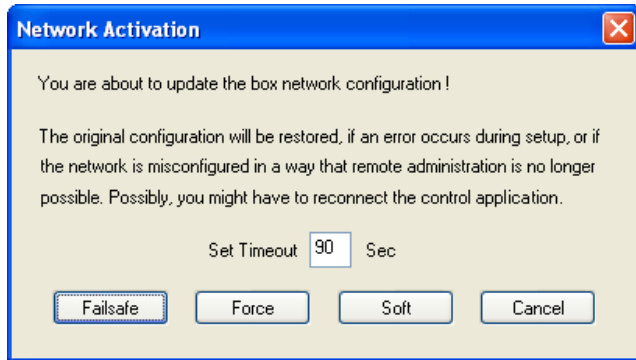 Network Activation
You are about to update the box network configuration !
The original configuration will be restored, if an error occurs during setup, or if
the network is misconfigured in a way that remote administration is no longer
possible. Possibly, you might have to reconnect the control application.
Set Timeout 90 Sec
Failsafe Force Soft Cancel